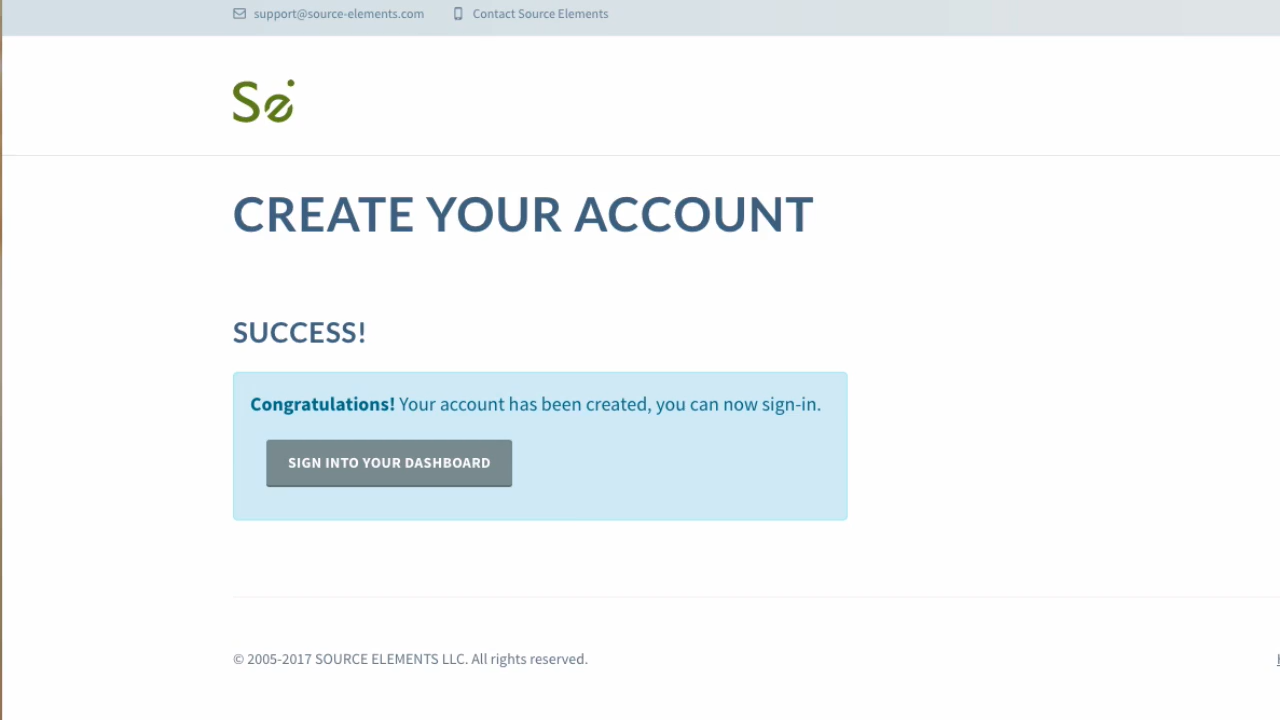 support@source-elements.com Contact Source Elements
Se
CREATE YOUR ACCOUNT
SUCCESS!
Congratulations! Your account has been created, you can now sign-in.
SIGN INTO YOUR DASHBOARD
© 2005-2017 SOURCE ELEMENTS LLC. All rights reserved.